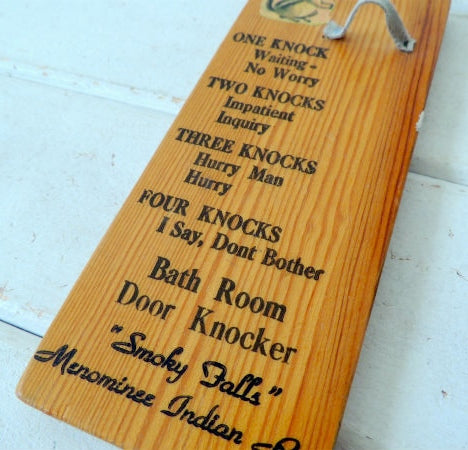 ONE KNOCK
Waiting -
No Worry
TWO KNOCKS
Impatient
Inquiry
THREE KNOCKS
Hurry Man
Hurry
FOUR KNOCKS
I Say, Dont Bother
Bath Room
Door Knocker
"Smoky Falls"
Menominee Indian